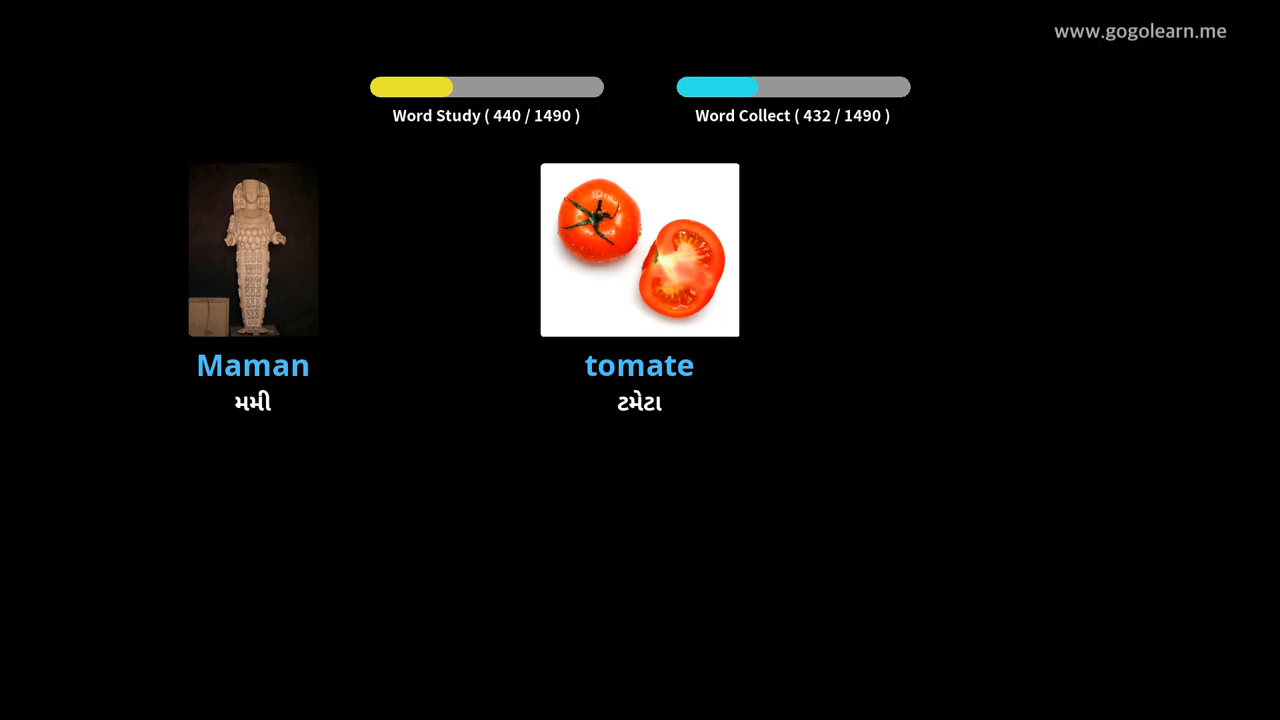 www.gogolearn.me
Word Study ( 440 / 1490 )
Word Collect ( 432 / 1490 )
Maman
મમી
tomate
ટમેટા